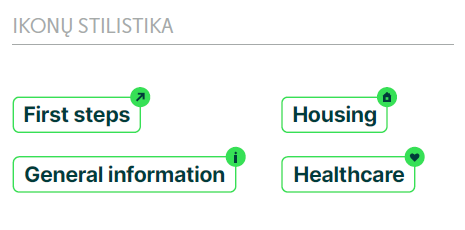 IKONŲ STILISTIKA
First steps
Housing
General information
Healthcare